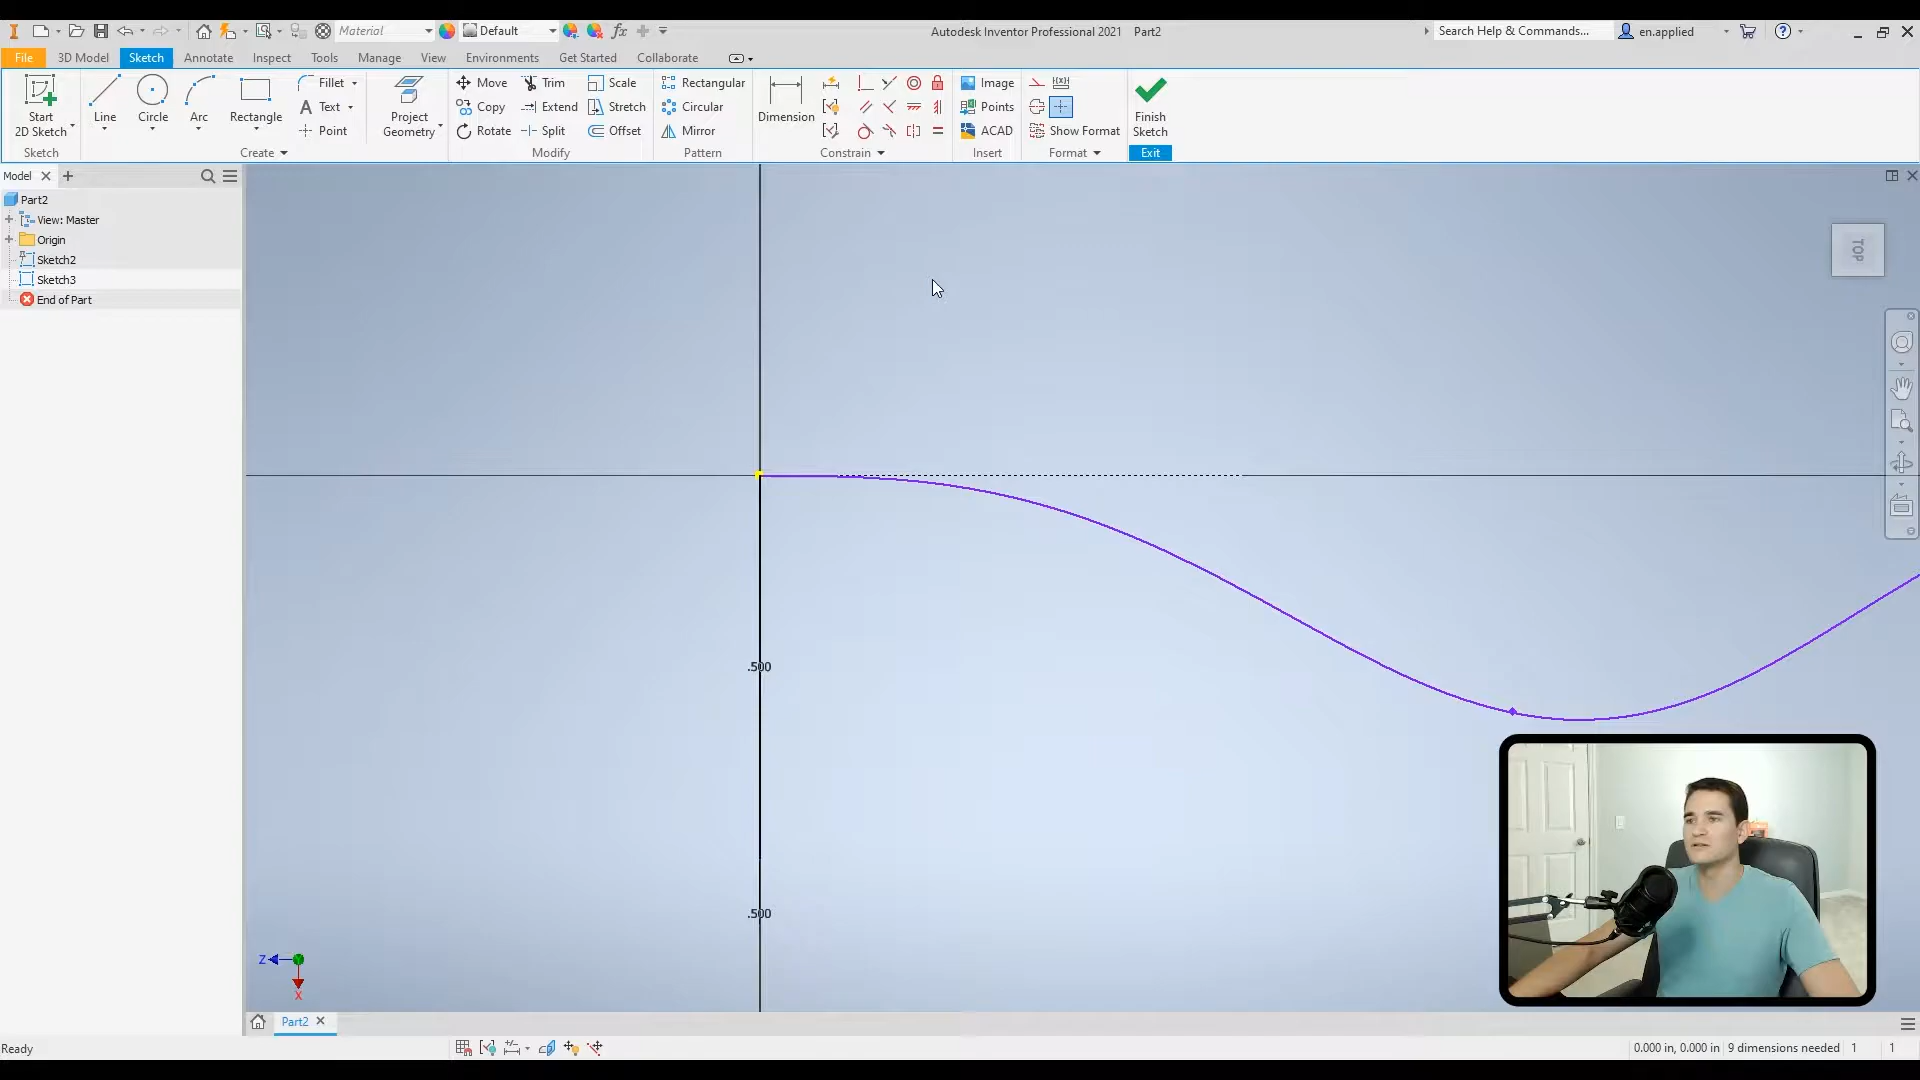 Material Default Autodesk Inventor Professional 2021 Part2 Search Help & Commands... en.applied
File 3D Model Sketch Annotate Inspect Tools Manage View Environments Get Started Collaborate
Start
2D Sketch
Line
Circle
Arc
Rectangle
Fillet
Text
Point
Project
Geometry
Move Trim Scale
Copy Extend Stretch
Rotate Split Offset
Rectangular
Circular
Mirror
Dimension
Image
Points
ACAD
Show Format
Finish
Sketch
Sketch Create Modify Pattern Constrain Insert Format Exit
Model
Part2
View: Master
Origin
Sketch2
Sketch3
End of Part
TOP
.500
.500
Z
X
Part2
Ready 0.000 in, 0.000 in 9 dimensions needed 1 1